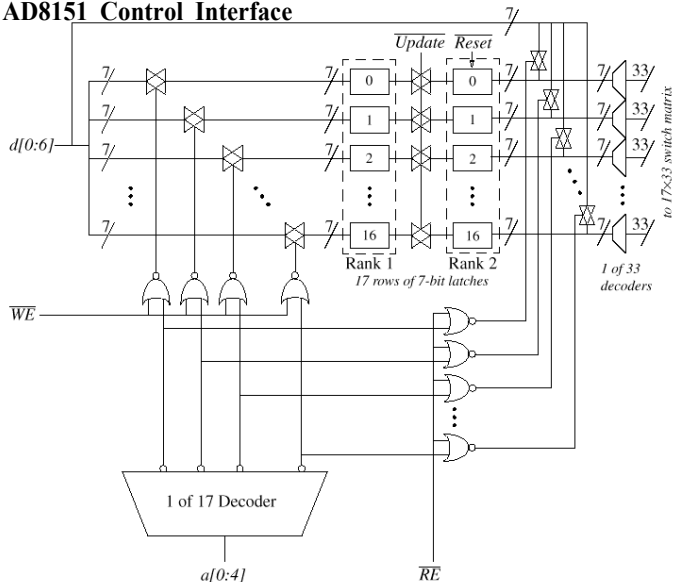 AD8151 Control Interface
7
Update Reset
7 7 0 0 7 7 33
7 7 1 1 7 7 33
d[0:6]
7 7 2 2 7 7 33
7 7 16 16 7 7 33
to 17×33 switch matrix
Rank 1 Rank 2
17 rows of 7-bit latches
1 of 33
decoders
WE
1 of 17 Decoder
a[0:4] RE